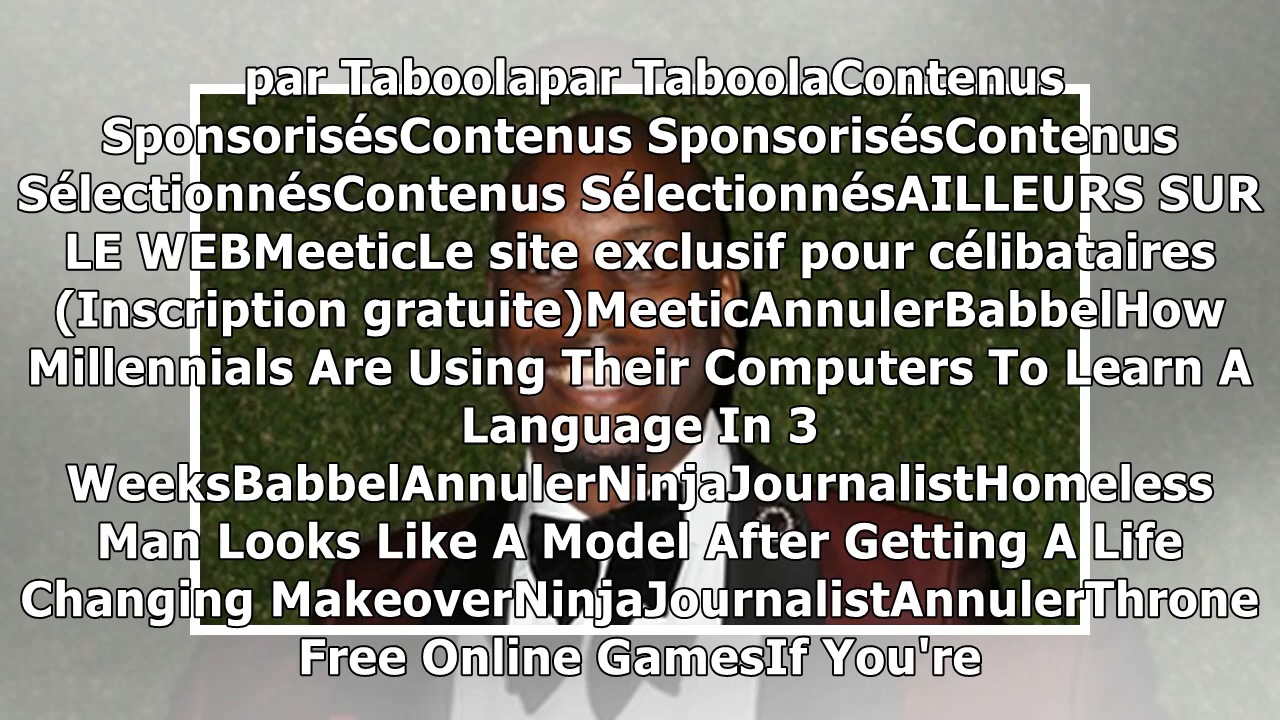 par Taboolapar TaboolaContenus
SponsorisésContenus SponsorisésContenus
SélectionnésContenus SélectionnésAILLEURS SUR
LE WEBMeeticLe site exclusif pour célibataires
(Inscription gratuite)MeeticAnnulerBabbelHow
Millennials Are Using Their Computers To Learn A
Language In 3
WeeksBabbelAnnulerNinjaJournalistHomeless
Man Looks Like A Model After Getting A Life
Changing MakeoverNinjaJournalistAnnulerThrone
Free Online GamesIf You're